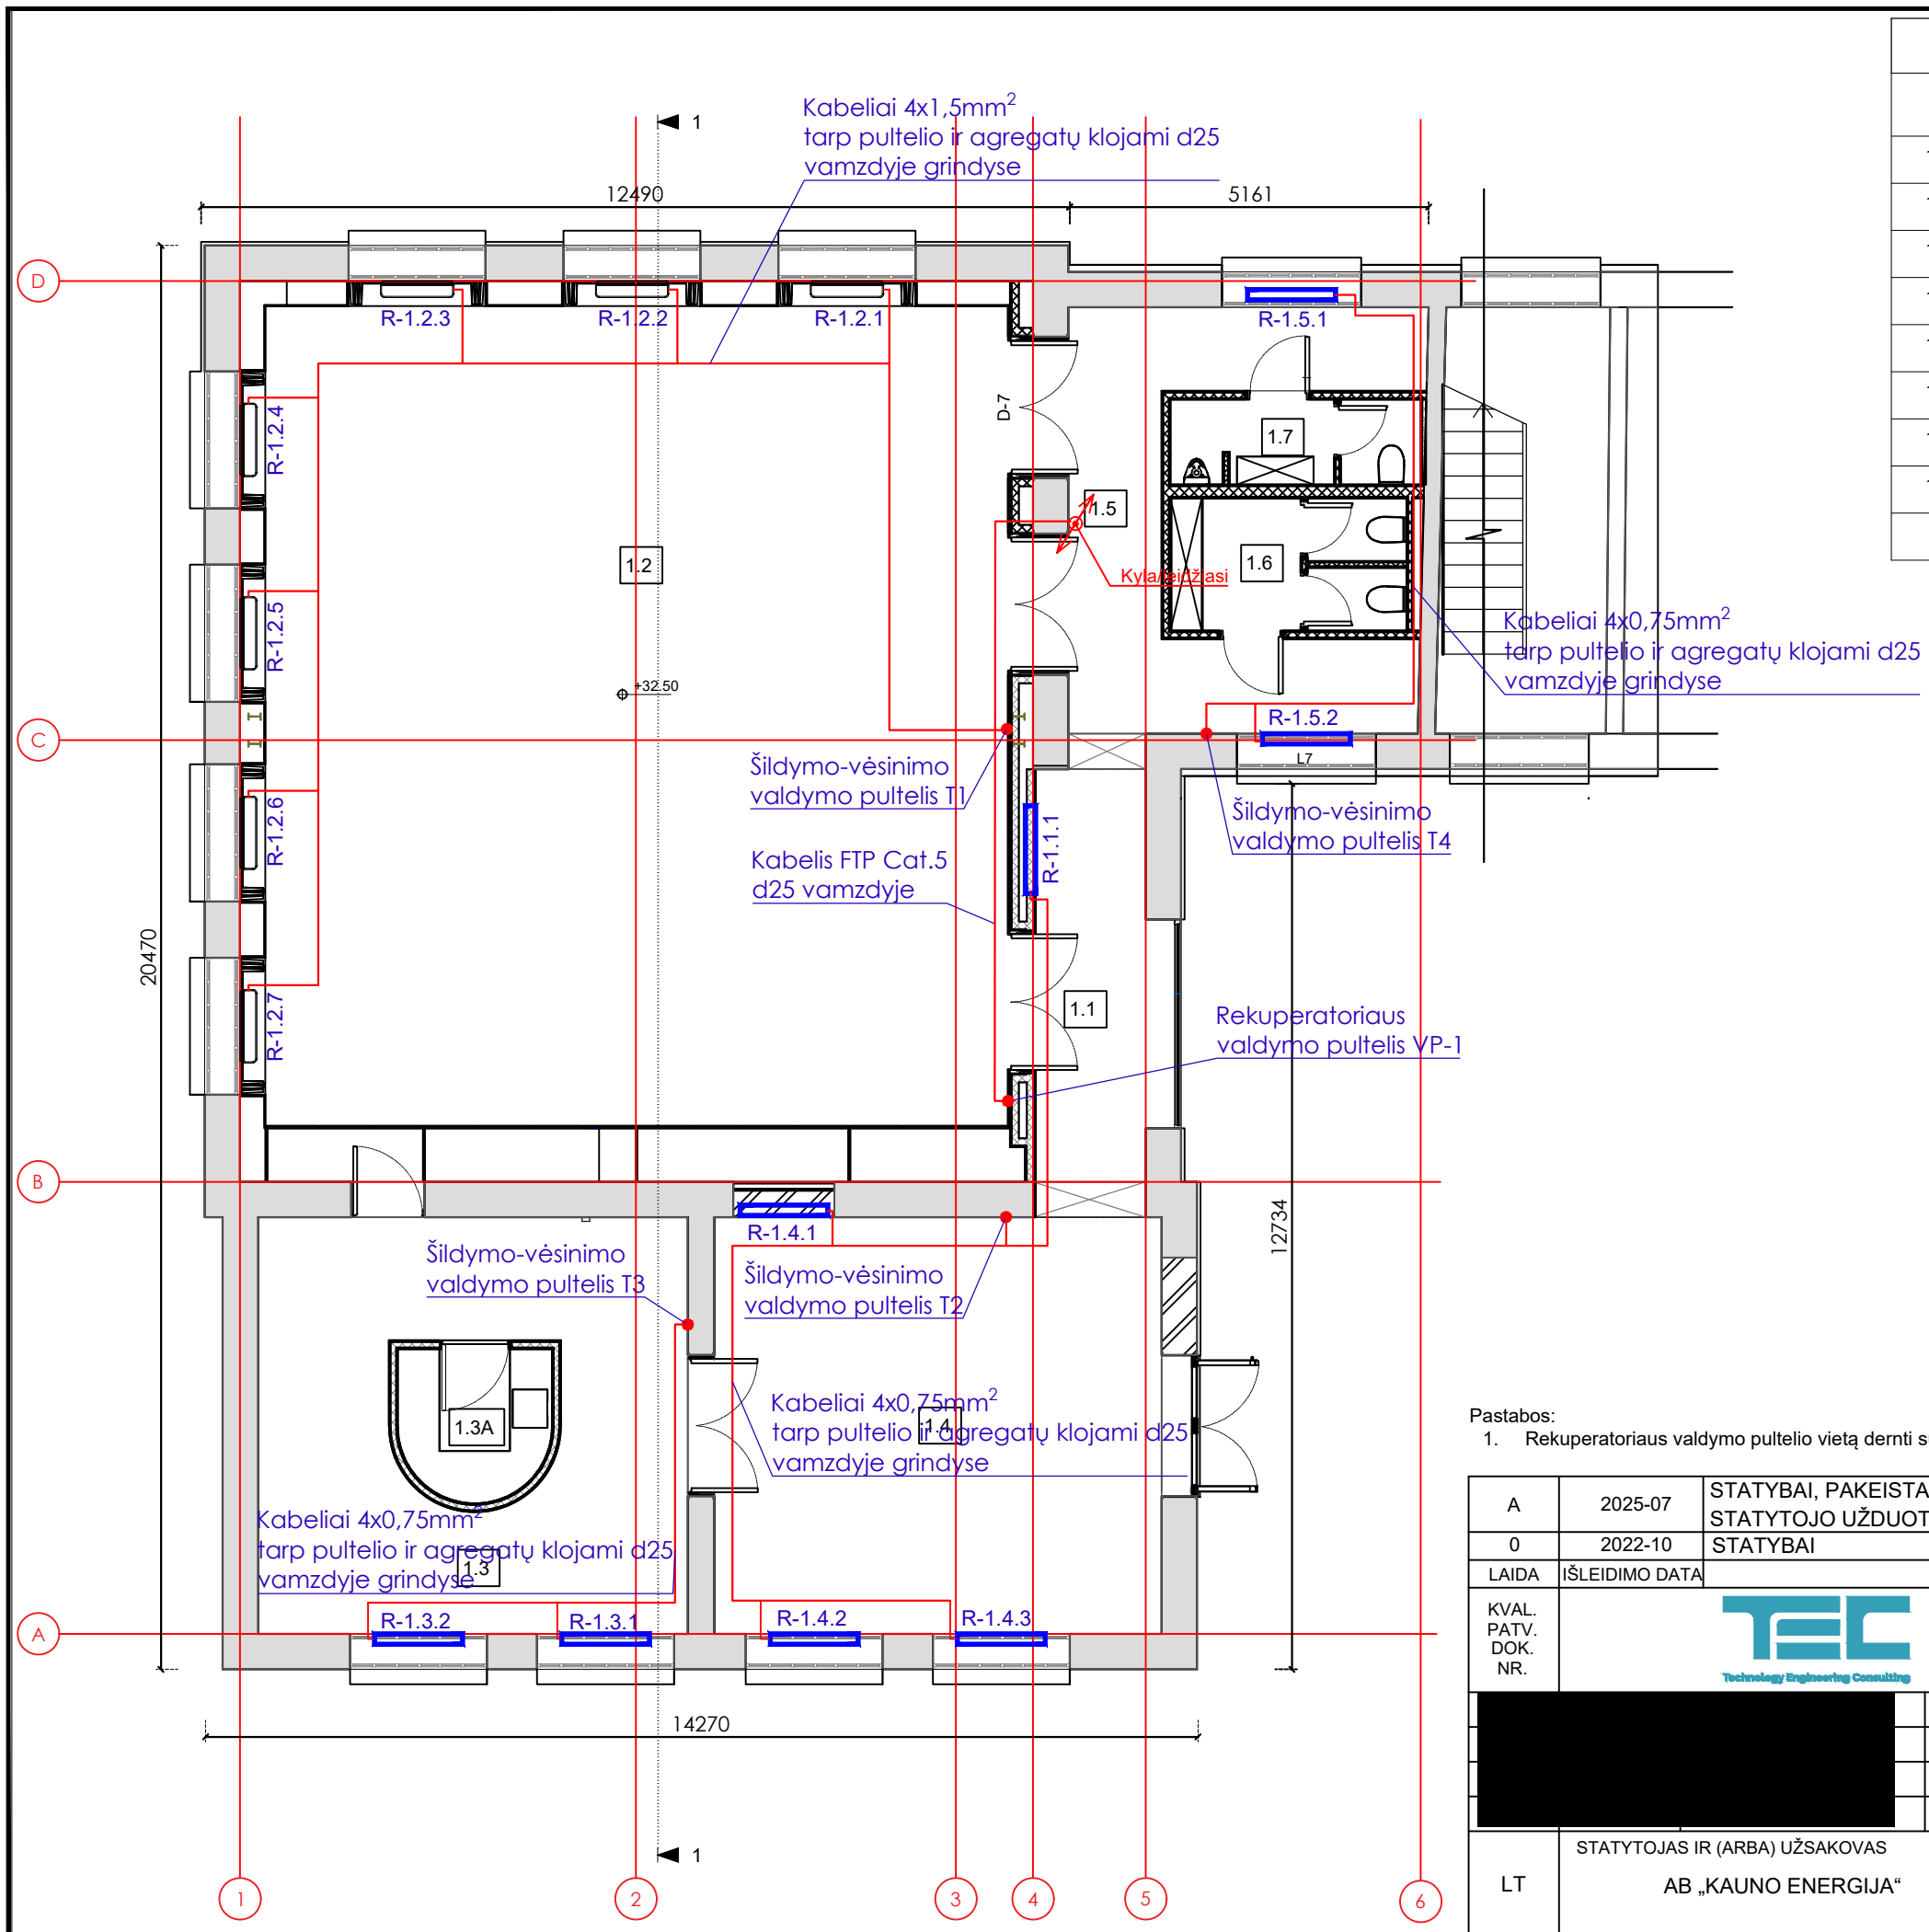 Kabeliai 4x1,5mm²
tarp pultelio ir agregatų klojami d25
vamzdyje grindyse
1
12490
5161
D
R-1.2.3
R-1.2.2
R-1.2.1
R-1.5.1
R-1.2.4
D-7
1.7
1.5
1.2
1.6
Kyla/leidžiasi
R-1.2.5
Kabeliai 4x0,75mm²
tarp pultelio ir agregatų klojami d25
vamzdyje grindyse
+32.50
C
R-1.5.2
L7
Šildymo-vėsinimo
valdymo pultelis T1
Šildymo-vėsinimo
valdymo pultelis T4
R-1.2.6
R-1.1.1
Kabelis FTP Cat.5
d25 vamzdyje
20470
R-1.2.7
1.1
Rekuperatoriaus
valdymo pultelis VP-1
B
12734
R-1.4.1
Šildymo-vėsinimo
valdymo pultelis T3
Šildymo-vėsinimo
valdymo pultelis T2
1.3A
Kabeliai 4x0,75mm²
tarp pultelio ir agregatų klojami d25
vamzdyje grindyse
1.4
Kabeliai 4x0,75mm²
tarp pultelio ir agregatų klojami d25
vamzdyje grindyse
1.3
A
R-1.3.2
R-1.3.1
R-1.4.2
R-1.4.3
14270
1
1
2
3
4
5
6
Pastabos:
1. Rekuperatoriaus valdymo pultelio vietą dernti
A 2025-07 STATYBAI, PAKEISTA
STATYTOJO UŽDUOT
0 2022-10 STATYBAI
LAIDA IŠLEIDIMO DATA
KVAL.
PATV.
DOK.
NR.
TEC
Technology Engineering Consulting
STATYTOJAS IR (ARBA) UŽSAKOVAS
LT AB „KAUNO ENERGIJA“